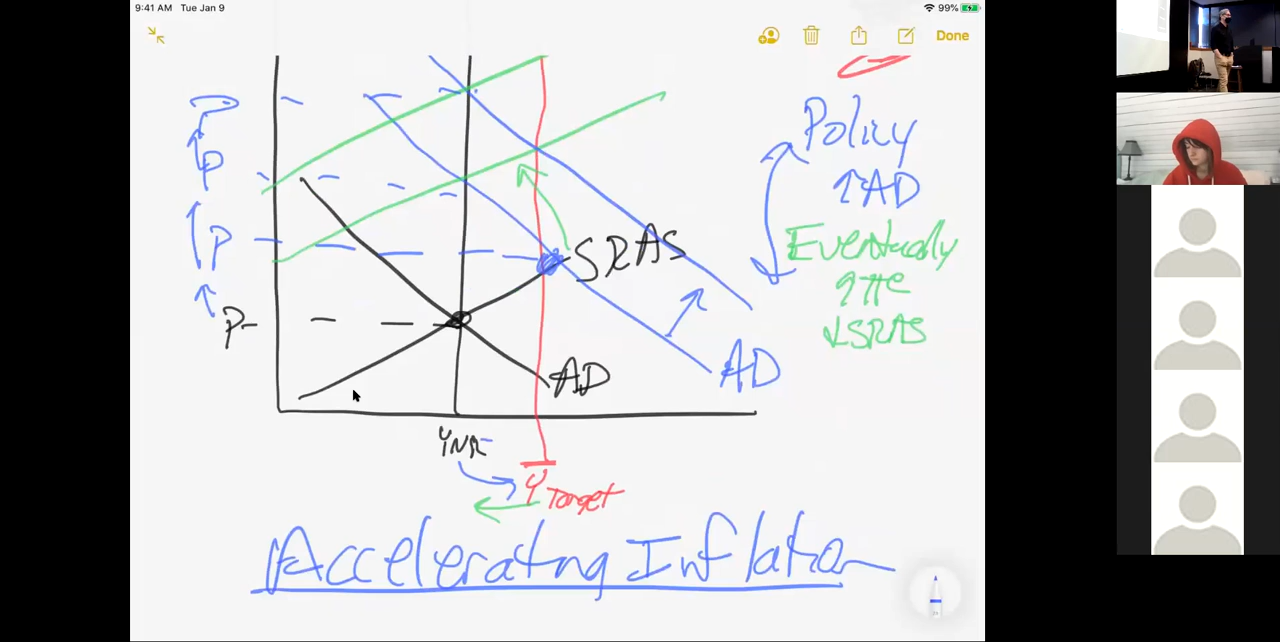 9:41 AM Tue Jan 9
99%
Done
Policy
↑AD
Eventually
↑πe
↓SRAS
P
P
P
SRAS
AD
AD
YNR
Y Target
Accelerating Inflation